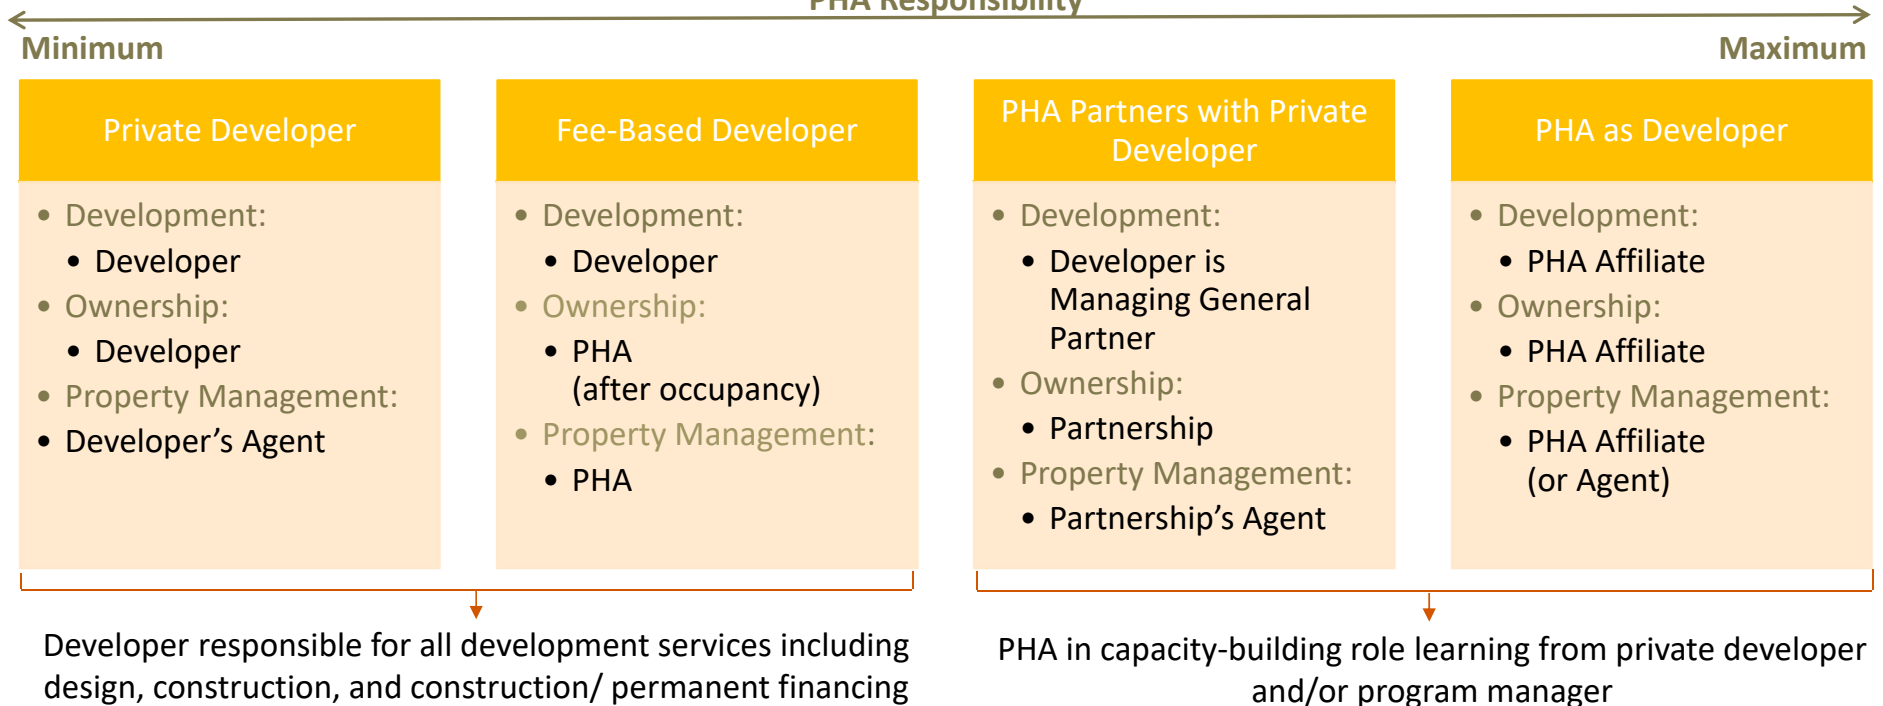 PHA Responsibility
Minimum
Maximum
Private Developer
• Development:
• Developer
• Ownership:
• Developer
• Property Management:
• Developer’s Agent
Fee-Based Developer
• Development:
• Developer
• Ownership:
• PHA
(after occupancy)
• Property Management:
• PHA
PHA Partners with Private
Developer
• Development:
• Developer is
Managing General
Partner
• Ownership:
• Partnership
• Property Management:
• Partnership’s Agent
PHA as Developer
• Development:
• PHA Affiliate
• Ownership:
• PHA Affiliate
• Property Management:
• PHA Affiliate
(or Agent)
Developer responsible for all development services including
design, construction, and construction/ permanent financing
PHA in capacity-building role learning from private developer
and/or program manager